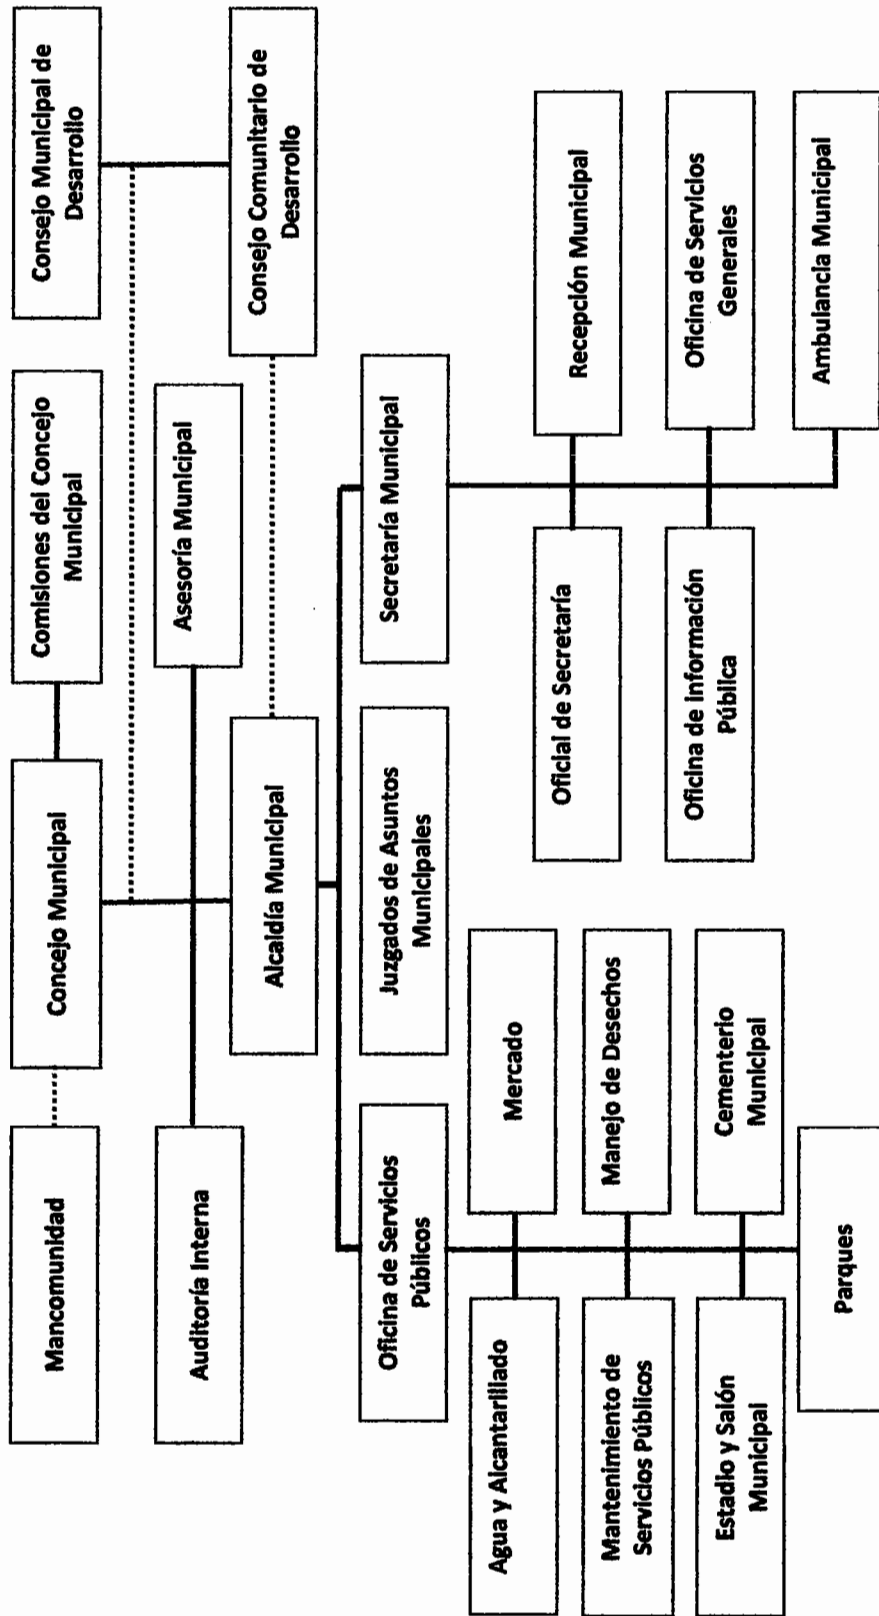 Mancomunidad
Concejo Municipal
Comisiones del Concejo
Municipal
Consejo Municipal de
Desarrollo
Auditoría Interna
Asesoría Municipal
Alcaldía Municipal
Consejo Comunitario de
Desarrollo
Oficina de Servicios
Públicos
Juzgados de Asuntos
Municipales
Secretaría Municipal
Agua y Alcantarillado
Mercado
Mantenimiento de
Servicios Públicos
Manejo de Desechos
Estadio y Salón
Municipal
Cementerio
Municipal
Parques
Oficial de Secretaría
Recepción Municipal
Oficina de Información
Pública
Oficina de Servicios
Generales
Ambulancia Municipal